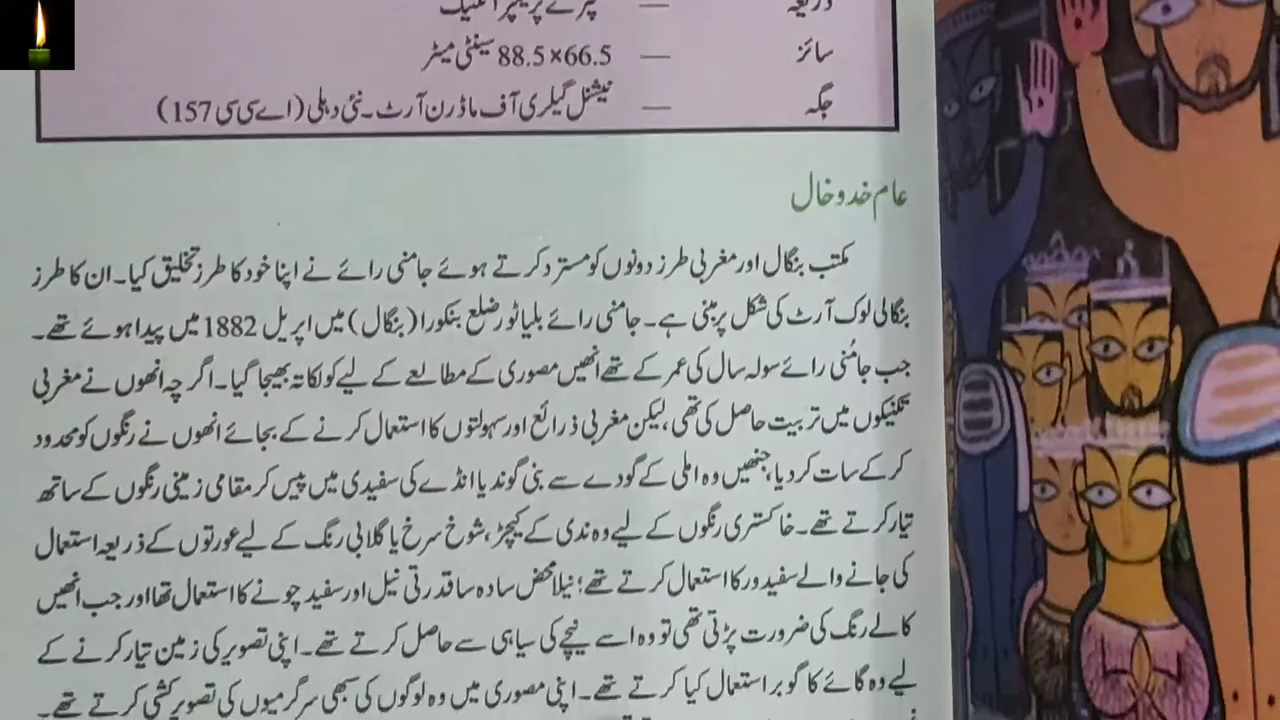 ذریعہ — کپڑے پر ٹیمپرا تکنیک
سائز — 88.5×66.5 سینٹی میٹر
جگہ — نیشنل گیلری آف ماڈرن آرٹ۔ نئی دہلی (اے سی سی 157)
عام خدوخال
مکتب بنگال اور مغربی طرز دونوں کو مسترد کرتے ہوئے جامنی رائے نے اپنا خود کا طرز تخلیق کیا۔ ان کا طرز
بنگالی لوک آرٹ کی شکل پر مبنی ہے۔ جامنی رائے بلیاٹور ضلع بنکورا (بنگال) میں اپریل 1882 میں پیدا ہوئے تھے۔
جب جامُنی رائے سولہ سال کی عمر کے تھے انھیں مصوری کے مطالعے کے لیے کولکاتہ بھیجا گیا۔ اگرچہ انھوں نے مغربی
تکنیکوں میں تربیت حاصل کی تھی، لیکن مغربی ذرائع اور سہولتوں کا استعمال کرنے کے بجائے انھوں نے رنگوں کو محدود
کر کے سات کر دیا، جنھیں وہ املی کے گودے سے بنی گوند یا انڈے کی سفیدی میں پیس کر مقامی زمینی رنگوں کے ساتھ
تیار کرتے تھے۔ خاکستری رنگوں کے لیے وہ ندی کے کیچڑ، شوخ سرخ یا گلابی رنگ کے لیے عورتوں کے ذریعہ استعمال
کی جانے والے سفیدور کا استعمال کرتے تھے؛ نیلا محض سادہ سا قدرتی نیل اور سفید چونے کا استعمال تھا اور جب انھیں
کالے رنگ کی ضرورت پڑتی تھی تو وہ اسے نیچے کی سیاہی سے حاصل کرتے تھے۔ اپنی تصویر کی زمین تیار کرنے کے
لیے وہ گائے کا گوبر استعمال کیا کرتے تھے۔ اپنی مصوری میں وہ لوگوں کی سبھی سرگرمیوں کی تصویر کشی کرتے تھے۔